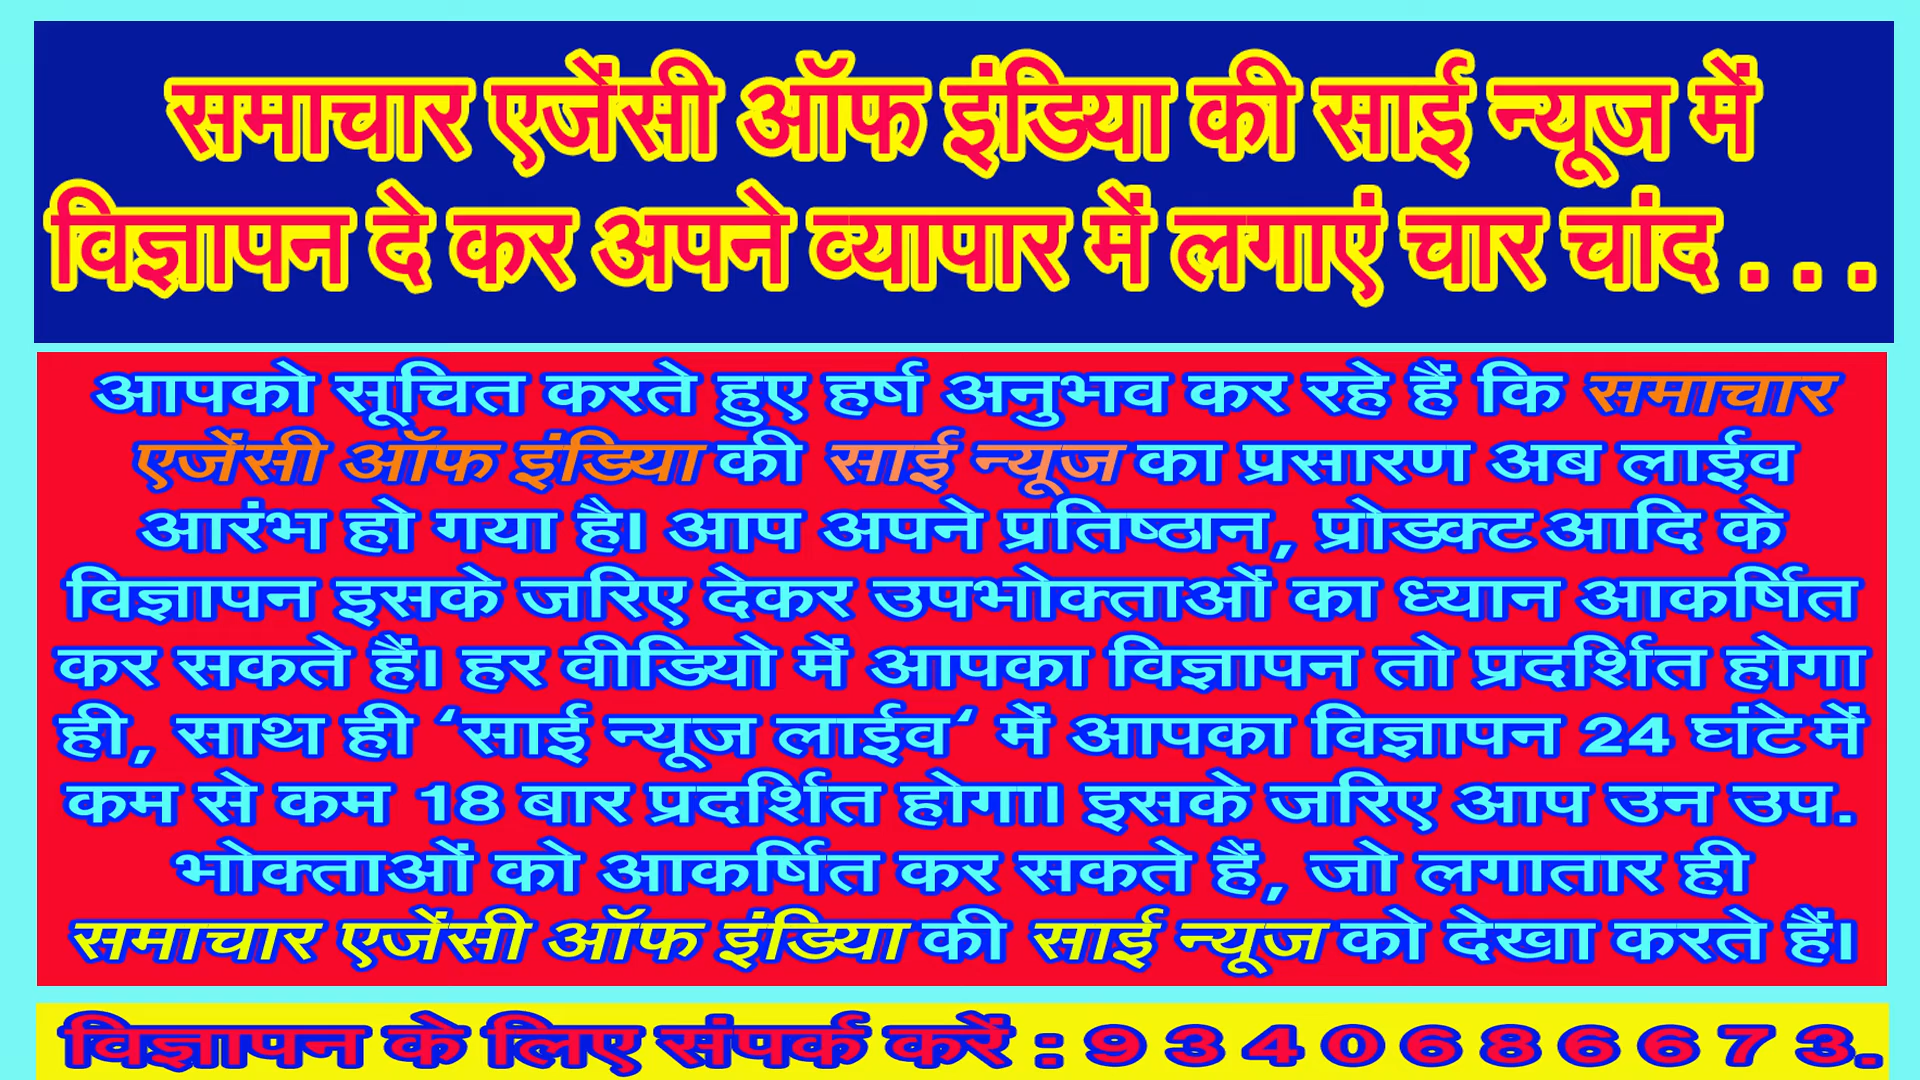 समाचार एजेंसी ऑफ इंडिया की साई न्यूज में
विज्ञापन दे कर अपने व्यापार में लगाएं चार चांद . . .
आपको सूचित करते हुए हर्ष अनुभव कर रहे हैं कि समाचार
एजेंसी ऑफ इंडिया की साई न्यूज का प्रसारण अब लाईव
आरंभ हो गया है। आप अपने प्रतिष्ठान, प्रोडक्ट आदि के
विज्ञापन इसके जरिए देकर उपभोक्ताओं का ध्यान आकर्षित
कर सकते हैं। हर वीडियो में आपका विज्ञापन तो प्रदर्शित होगा
ही, साथ ही ‘साई न्यूज लाईव‘ में आपका विज्ञापन 24 घंटे में
कम से कम 18 बार प्रदर्शित होगा। इसके जरिए आप उन उप.
भोक्ताओं को आकर्षित कर सकते हैं, जो लगातार ही
समाचार एजेंसी ऑफ इंडिया की साई न्यूज को देखा करते हैं।
विज्ञापन के लिए संपर्क करें : 9 3 4 0 6 8 6 6 7 3.